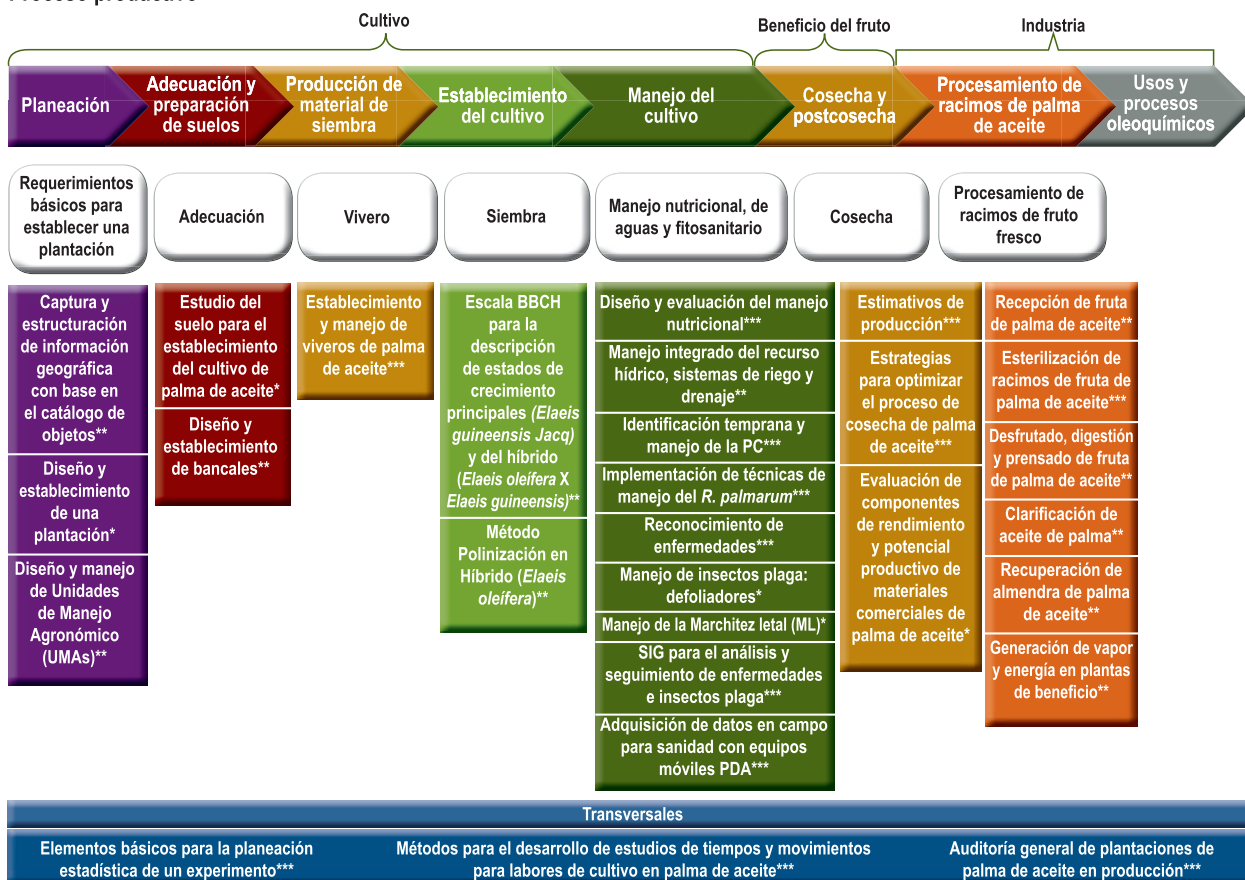 Cultivo
Beneficio del fruto
Industria
Planeación
Adecuación y
preparación
de suelos
Producción de
material de
siembra
Establecimiento
del cultivo
Manejo del
cultivo
Cosecha y
postcosecha
Procesamiento de
racimos de palma
de aceite
Usos y
procesos
oleoquímicos
Requerimientos
básicos para
establecer una
plantación
Adecuación
Vivero
Siembra
Manejo nutricional, de
aguas y fitosanitario
Cosecha
Procesamiento de
racimos de fruto
fresco
Captura y
estructuración
de información
geográfica
con base en
el catálogo de
objetos**
Diseño y
establecimiento
de una
plantación*
Diseño y manejo
de Unidades
de Manejo
Agronómico
(UMAs)**
Estudio del
suelo para el
establecimiento
del cultivo de
palma de aceite*
Diseño y
establecimiento
de bancales**
Establecimiento
y manejo de
viveros de palma
de aceite***
Escala BBCH
para la
descripción
de estados de
crecimiento
principales (Elaeis
guineensis Jacq)
y del híbrido
(Elaeis oleífera X
Elaeis guineensis)**
Método
Polinización en
Híbrido (Elaeis
oleífera)**
Diseño y evaluación del manejo
nutricional***
Manejo integrado del recurso
hídrico, sistemas de riego y
drenaje**
Identificación temprana y
manejo de la PC***
Implementación de técnicas de
manejo del R. palmarum***
Reconocimiento de
enfermedades***
Manejo de insectos plaga:
defoliadores*
Manejo de la Marchitez letal (ML)*
SIG para el análisis y
seguimiento de enfermedades
e insectos plaga***
Adquisición de datos en campo
para sanidad con equipos
móviles PDA***
Estimativos de
producción***
Estrategias
para optimizar
el proceso de
cosecha de palma
de aceite***
Evaluación de
componentes
de rendimiento
y potencial
productivo de
materiales
comerciales de
palma de aceite*
Recepción de fruta
de palma de aceite**
Esterilización de
racimos de fruta de
palma de aceite***
Desfrutado, digestión
y prensado de fruta
de palma de aceite**
Clarificación de
aceite de palma**
Recuperación de
almendra de palma
de aceite**
Generación de vapor
y energía en plantas
de beneficio**
Transversales
Elementos básicos para la planeación
estadística de un experimento***
Métodos para el desarrollo de estudios de tiempos y movimientos
para labores de cultivo en palma de aceite***
Auditoría general de plantaciones de
palma de aceite en producción***